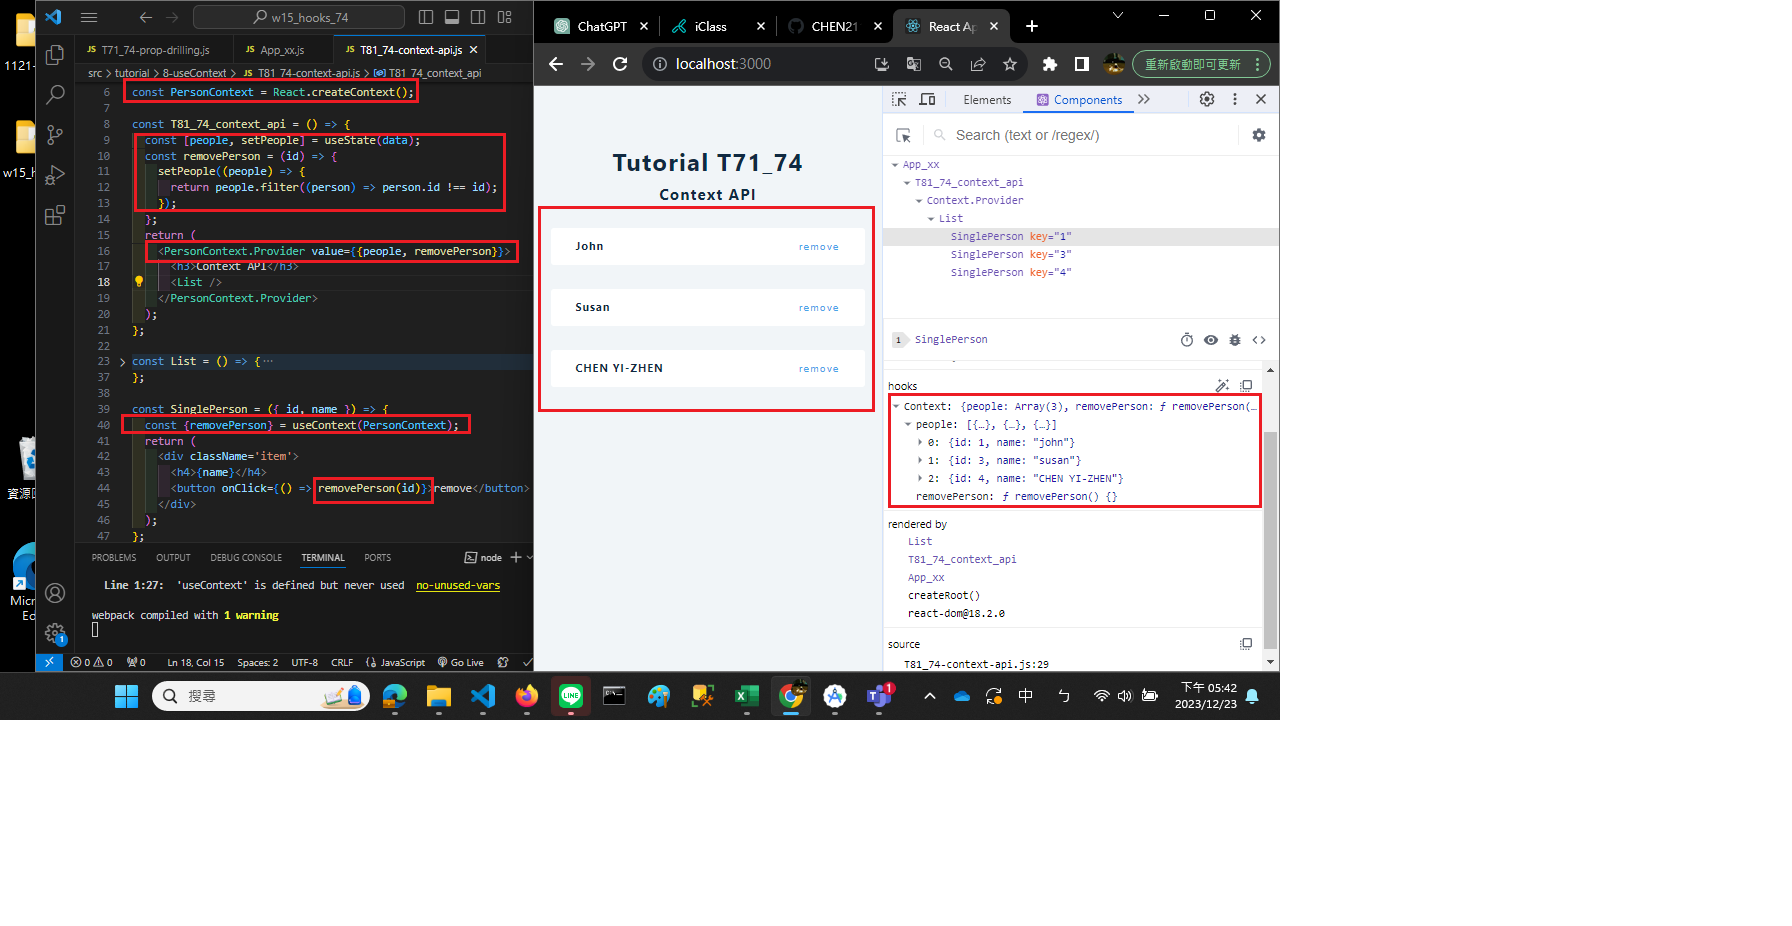 1121-
w15_h
資源回
Micr
Ed
w15_hooks_74
JS T71_74-prop-drilling.js
JS App_xx.js
JS T81_74-context-api.js
src > tutorial > 8-useContext > JS T81_74-context-api.js > T81_74_context_api
6 const PersonContext = React.createContext();
7
8 const T81_74_context_api = () => {
9 const [people, setPeople] = useState(data);
10 const removePerson = (id) => {
11 setPeople((people) => {
12 return people.filter((person) => person.id !== id);
13 });
14 };
15 return (
16 <PersonContext.Provider value={{people, removePerson}}>
17 <h3>Context API</h3>
18 <List />
19 </PersonContext.Provider>
20 );
21 };
22
23 const List = () => {…
37 };
38
39 const SinglePerson = ({ id, name }) => {
40 const {removePerson} = useContext(PersonContext);
41 return (
42 <div className='item'>
43 <h4>{name}</h4>
44 <button onClick={() => removePerson(id)}>remove</button>
45 </div>
46 );
47 };
PROBLEMS OUTPUT DEBUG CONSOLE TERMINAL PORTS
node
Line 1:27: 'useContext' is defined but never used no-unused-vars
webpack compiled with 1 warning
1
0 0 0 Ln 18, Col 15 Spaces: 2 UTF-8 CRLF JavaScript Go Live
ChatGPT
iClass
CHEN21
React Ap
localhost:3000
重新啟動即可更新
Tutorial T71_74
Context API
John remove
Susan remove
CHEN YI-ZHEN remove
Elements Components
Search (text or /regex/)
App_xx
T81_74_context_api
Context.Provider
List
SinglePerson key="1"
SinglePerson key="3"
SinglePerson key="4"
1 SinglePerson
hooks
Context: {people: Array(3), removePerson: ƒ removePerson(…
people: [{…}, {…}, {…}]
0: {id: 1, name: "john"}
1: {id: 3, name: "susan"}
2: {id: 4, name: "CHEN YI-ZHEN"}
removePerson: ƒ removePerson() {}
rendered by
List
T81_74_context_api
App_xx
createRoot()
react-dom@18.2.0
source
T81_74-context-api.js:29
搜尋
LINE
1
中
ㄣ
下午 05:42
2023/12/23